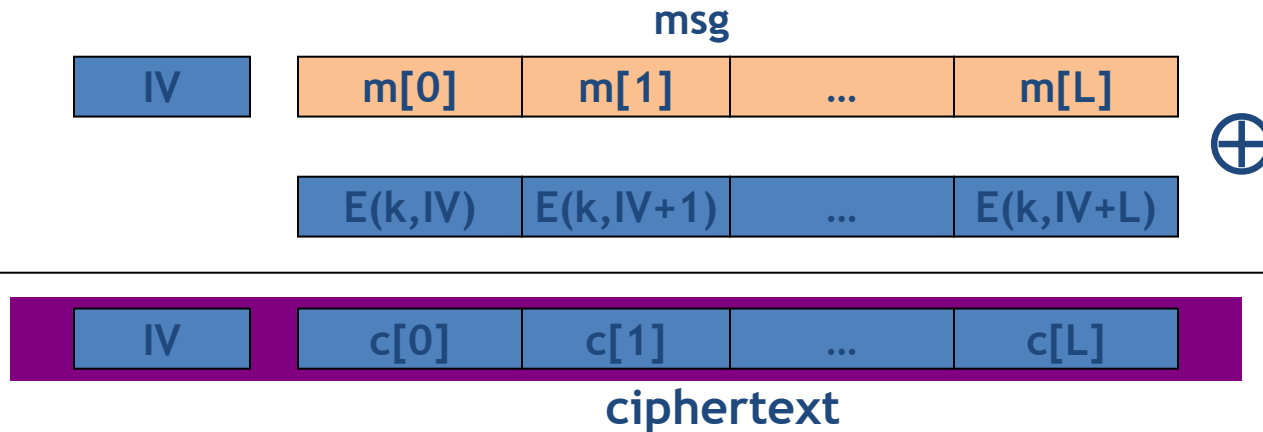 msg
IV m[0] m[1] … m[L]
E(k,IV) E(k,IV+1) … E(k,IV+L)
IV c[0] c[1] … c[L]
ciphertext